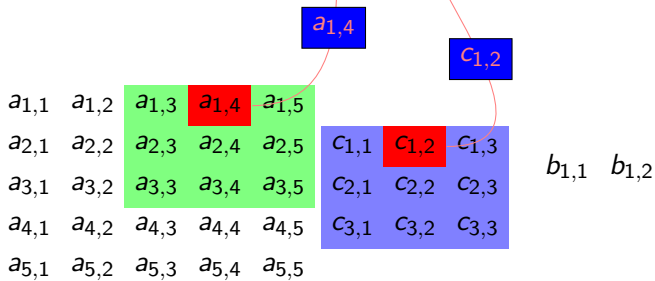 a1,4
c1,2
a1,1 a1,2 a1,3 a1,4 a1,5
a2,1 a2,2 a2,3 a2,4 a2,5 c1,1 c1,2 c1,3
a3,1 a3,2 a3,3 a3,4 a3,5 c2,1 c2,2 c2,3 b1,1 b1,2
a4,1 a4,2 a4,3 a4,4 a4,5 c3,1 c3,2 c3,3
a5,1 a5,2 a5,3 a5,4 a5,5